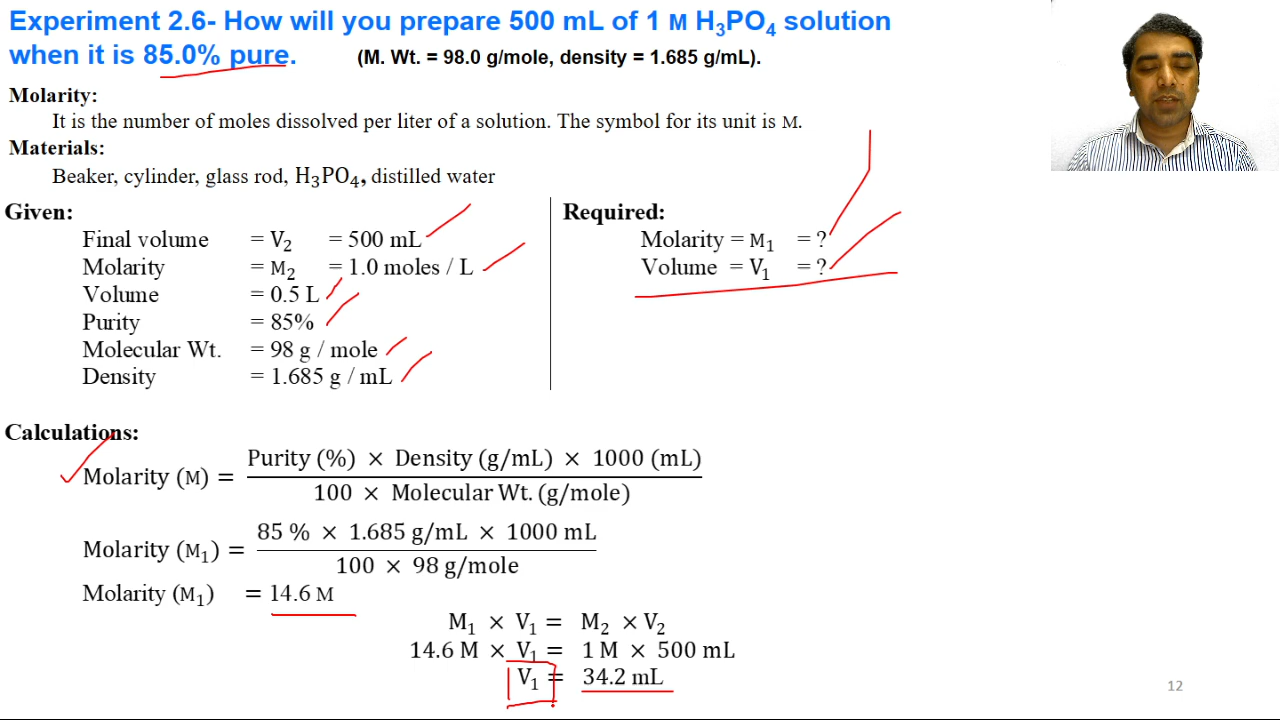 Experiment 2.6- How will you prepare 500 mL of 1 M H₃PO₄ solution
when it is 85.0% pure. (M. Wt. = 98.0 g/mole, density = 1.685 g/mL).
Molarity:
It is the number of moles dissolved per liter of a solution. The symbol for its unit is M.
Materials:
Beaker, cylinder, glass rod, H₃PO₄, distilled water
Given:
Final volume = V₂ = 500 mL
Molarity = M₂ = 1.0 moles / L
Volume = 0.5 L
Purity = 85%
Molecular Wt. = 98 g / mole
Density = 1.685 g / mL
Required:
Molarity = M₁ = ?
Volume = V₁ = ?
Calculations:
Molarity (M) = Purity (%) × Density (g/mL) × 1000 (mL)
100 × Molecular Wt. (g/mole)
Molarity (M₁) = 85 % × 1.685 g/mL × 1000 mL
100 × 98 g/mole
Molarity (M₁) = 14.6 M
M₁ × V₁ = M₂ × V₂
14.6 M × V₁ = 1 M × 500 mL
V₁ = 34.2 mL
12